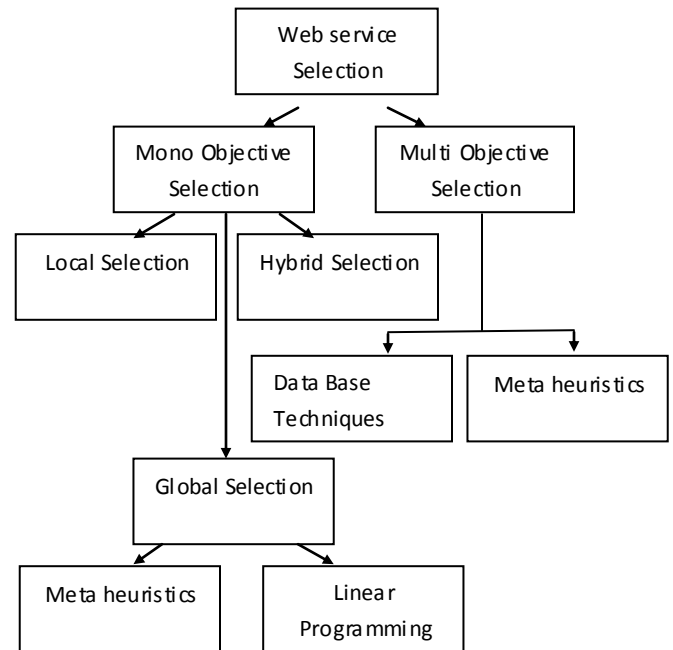 Web service
Selection
Mono Objective
Selection
Multi Objective
Selection
Local Selection
Hybrid Selection
Data Base
Techniques
Meta heuristics
Global Selection
Meta heuristics
Linear
Programming